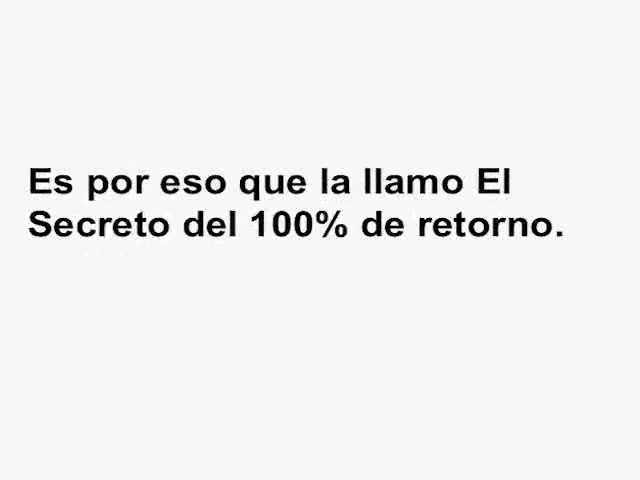 Es por eso que la llamo El
Secreto del 100% de retorno.